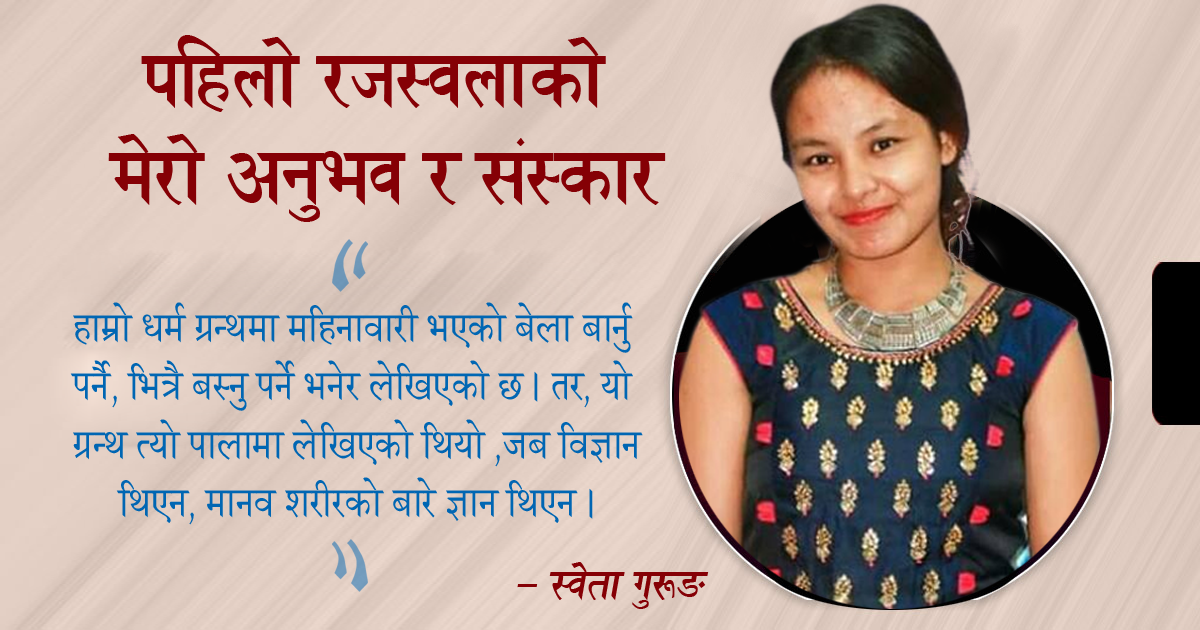 पहिलो रजस्वलाको
मेरो अनुभव र संस्कार
“
हाम्रो धर्म ग्रन्थमा महिनावारी भएको बेला बार्नु
पर्ने, भित्रै बस्नु पर्ने भनेर लेखिएको छ। तर, यो
ग्रन्थ त्यो पालामा लेखिएको थियो ,जब विज्ञान
थिएन, मानव शरीरको बारे ज्ञान थिएन।
”
– स्वेता गुरूङ